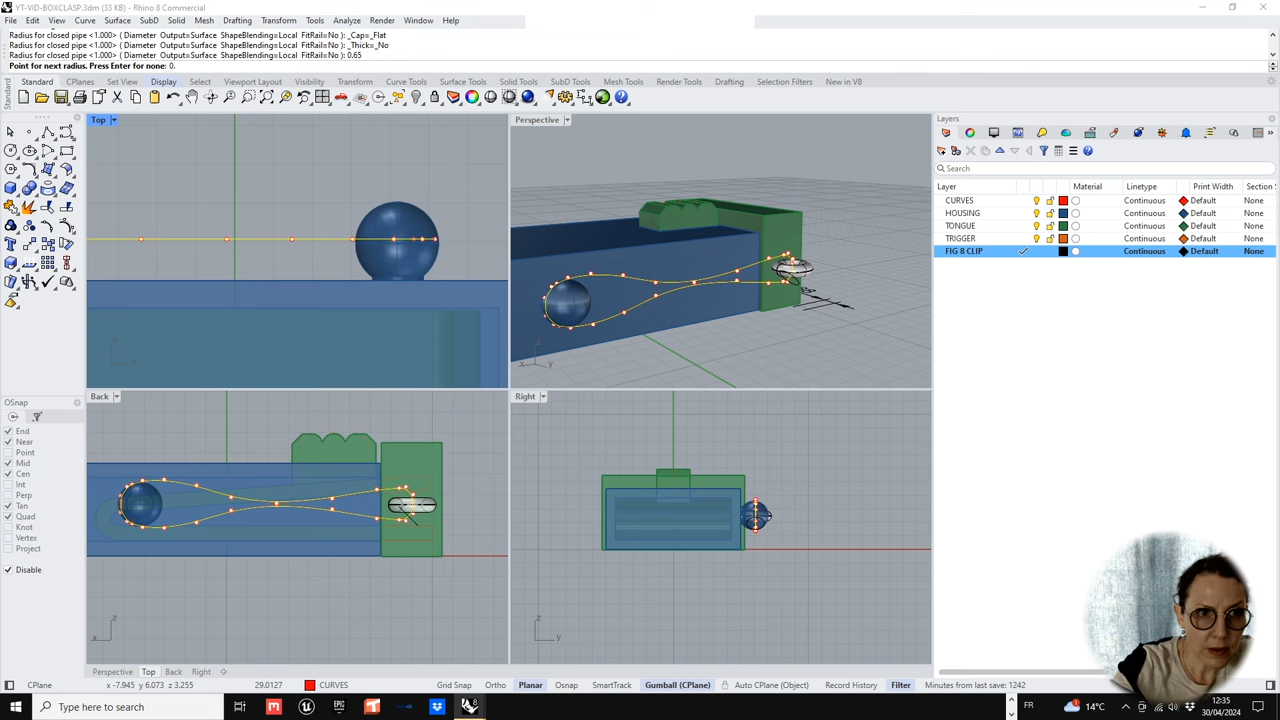 YT-VID-BOXCLASP.3dm (33 KB) - Rhino 8 Commercial
File Edit View Curve Surface SubD Solid Mesh Drafting Transform Tools Analyze Render Window Help
Radius for closed pipe <1.000> ( Diameter Output=Surface ShapeBlending=Local FitRail=No ): _Cap=_Flat
Radius for closed pipe <1.000> ( Diameter Output=Surface ShapeBlending=Local FitRail=No ): _Thick=_No
Radius for closed pipe <1.000> ( Diameter Output=Surface ShapeBlending=Local FitRail=No ): 0.65
Point for next radius. Press Enter for none: 0.
Standard CPlanes Set View Display Select Viewport Layout Visibility Transform Curve Tools Surface Tools Solid Tools SubD Tools Mesh Tools Render Tools Drafting Selection Filters New in V8
Standard
Top
Perspective
x
z
x
y
Layers
Search
Layer Material Linetype Print Width Section S
CURVES Continuous Default None
HOUSING Continuous Default None
TONGUE Continuous Default None
TRIGGER Continuous Default None
FIG 8 CLIP Continuous Default None
OSnap
End
Near
Point
Mid
Cen
Int
Perp
Tan
Quad
Knot
Vertex
Project
Disable
Back
Right
z
x
z
y
Perspective Top Back Right
CPlane x -7.945 y 6.073 z 3.255 29.0127 CURVES Grid Snap Ortho Planar Osnap SmartTrack Gumball (CPlane) Auto CPlane (Object) Record History Filter Minutes from last save: 1242
Type here to search
14°C
FR
12:35
30/04/2024